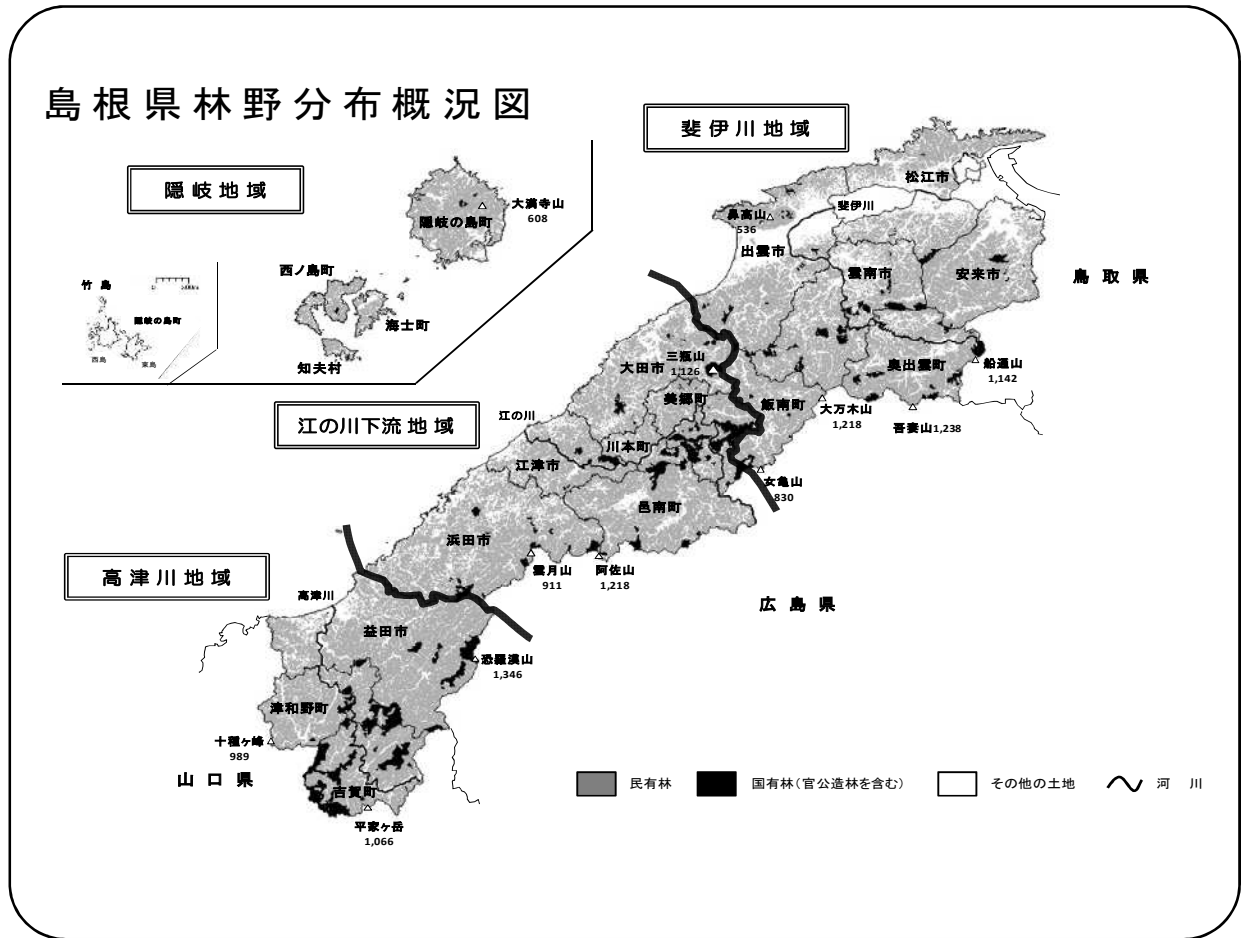 島根県林野分布概況図
斐伊川地域
隠岐地域
松江市
大満寺山
608
隠岐の島町
鼻高山
536
斐伊川
出雲市
雲南市
安来市
鳥取県
西ノ島町
海士町
知夫村
竹島
隠岐の島町
西島
東島
三瓶山
1,126
大田市
美郷町
飯南町
奥出雲町
船通山
1,142
大万木山
1,218
吾妻山1,238
江の川
江の川下流地域
川本町
江津市
邑南町
女亀山
830
浜田市
雲月山
911
阿佐山
1,218
広島県
高津川地域
高津川
益田市
恐羅漠山
1,346
津和野町
十種ヶ峰
989
山口県
吉賀町
平家ヶ岳
1,066
民有林
国有林(官公造林を含む)
その他の土地
河川